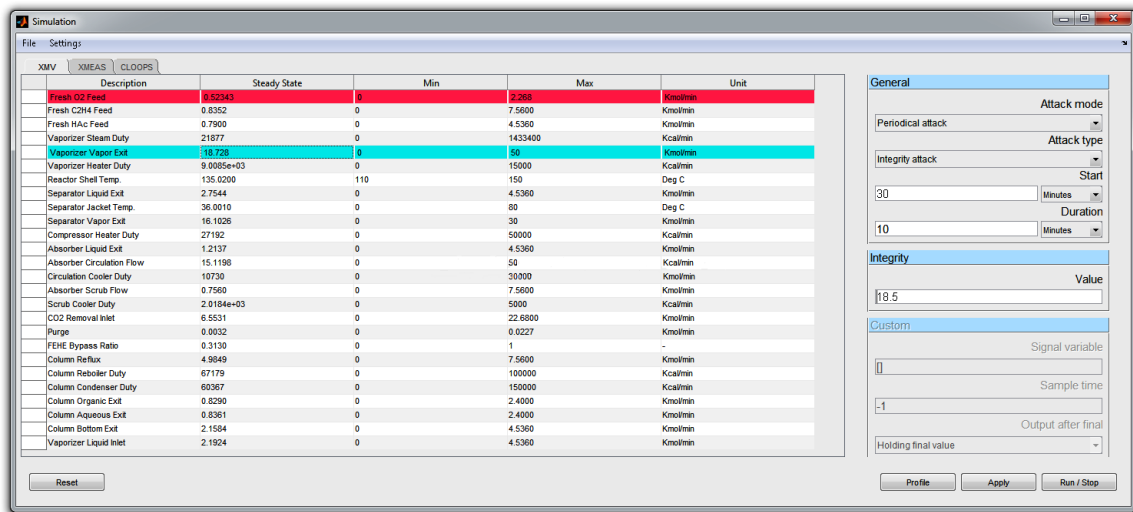 Simulation
File Settings
XMV XMEAS CLOOPS
Description Steady State Min Max Unit
Fresh O2 Feed 0.52343 0 2.268 Kmol/min
Fresh C2H4 Feed 0.8352 0 7.5600 Kmol/min
Fresh HAc Feed 0.7900 0 4.5360 Kmol/min
Vaporizer Steam Duty 21877 0 1433400 Kcal/min
Vaporizer Vapor Exit 18.728 0 50 Kmol/min
Vaporizer Heater Duty 9.0085e+03 0 15000 Kcal/min
Reactor Shell Temp. 135.0200 110 150 Deg C
Separator Liquid Exit 2.7544 0 4.5360 Kmol/min
Separator Jacket Temp. 36.0010 0 80 Deg C
Separator Vapor Exit 16.1026 0 30 Kmol/min
Compressor Heater Duty 27192 0 50000 Kcal/min
Absorber Liquid Exit 1.2137 0 4.5360 Kmol/min
Absorber Circulation Flow 15.1198 0 50 Kcal/min
Circulation Cooler Duty 10730 0 30000 Kmol/min
Absorber Scrub Flow 0.7560 0 7.5600 Kmol/min
Scrub Cooler Duty 2.0184e+03 0 5000 Kcal/min
CO2 Removal Inlet 6.5531 0 22.6800 Kmol/min
Purge 0.0032 0 0.0227 Kmol/min
FEHE Bypass Ratio 0.3130 0 1 -
Column Reflux 4.9849 0 7.5600 Kmol/min
Column Reboiler Duty 67179 0 100000 Kcal/min
Column Condenser Duty 60367 0 150000 Kcal/min
Column Organic Exit 0.8290 0 2.4000 Kmol/min
Column Aqueous Exit 0.8361 0 2.4000 Kmol/min
Column Bottom Exit 2.1584 0 4.5360 Kmol/min
Vaporizer Liquid Inlet 2.1924 0 4.5360 Kmol/min
General
Attack mode
Periodical attack
Attack type
Integrity attack
Start
30 Minutes
Duration
10 Minutes
Integrity
Value
18.5
Custom
Signal variable
[]
Sample time
-1
Output after final
Holding final value
Reset Profile Apply Run / Stop